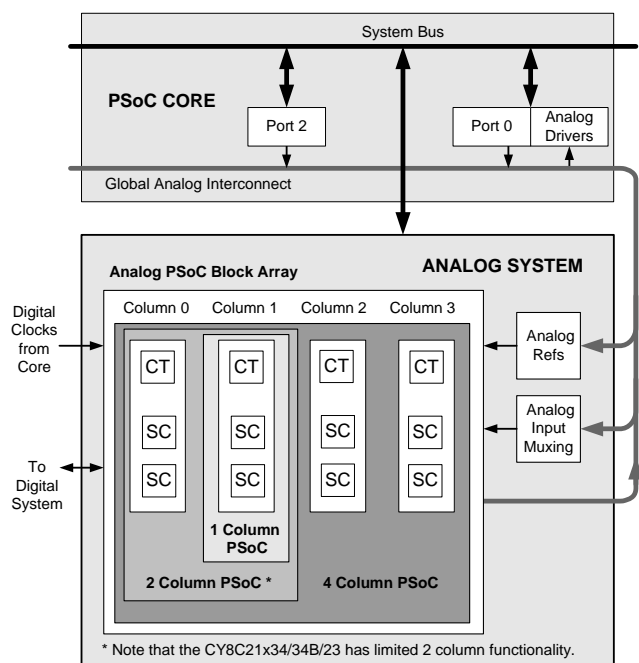 System Bus
PSoC CORE
Port 2
Port 0
Analog
Drivers
Global Analog Interconnect
ANALOG SYSTEM
Analog PSoC Block Array
Column 0
Column 1
Column 2
Column 3
Digital
Clocks
from
Core
CT
CT
CT
CT
Analog
Refs
SC
SC
SC
SC
Analog
Input
Muxing
To
Digital
System
SC
SC
SC
SC
1 Column
PSoC
2 Column PSoC *
4 Column PSoC
* Note that the CY8C21x34/34B/23 has limited 2 column functionality.